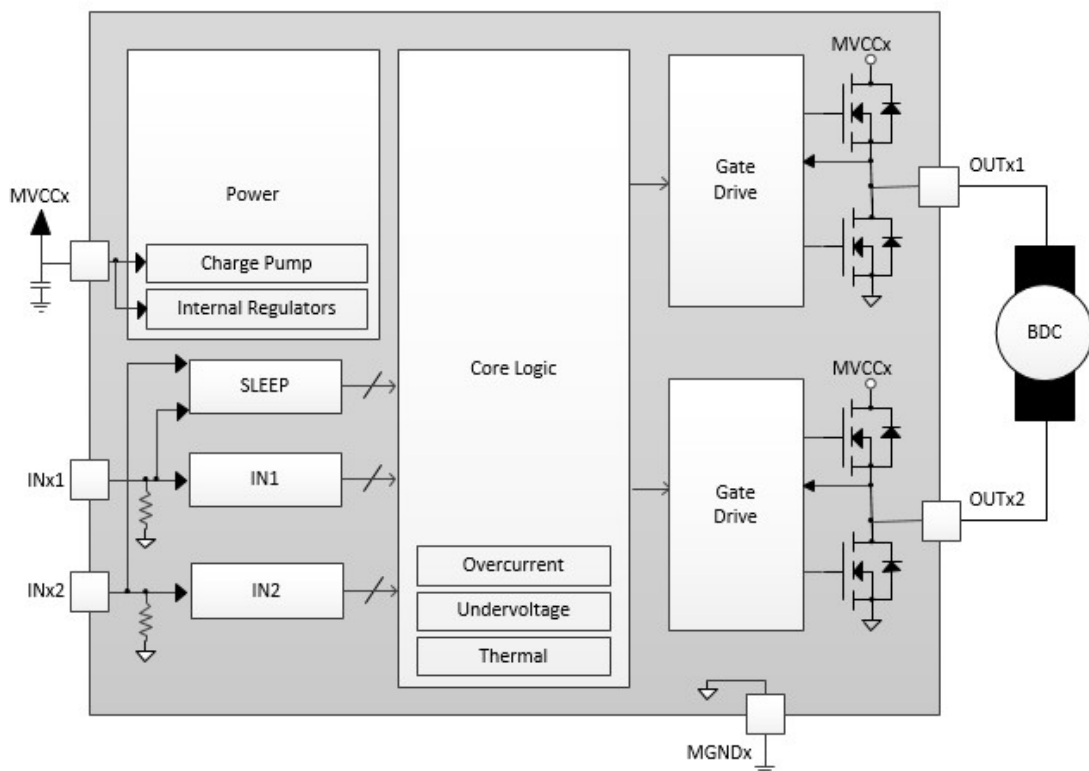 MVCCx
Gate
Drive
OUTx1
Power
MVCCx
Charge Pump
Internal Regulators
BDC
SLEEP
Core Logic
MVCCx
INx1
IN1
Gate
Drive
OUTx2
INx2
IN2
Overcurrent
Undervoltage
Thermal
MGNDx